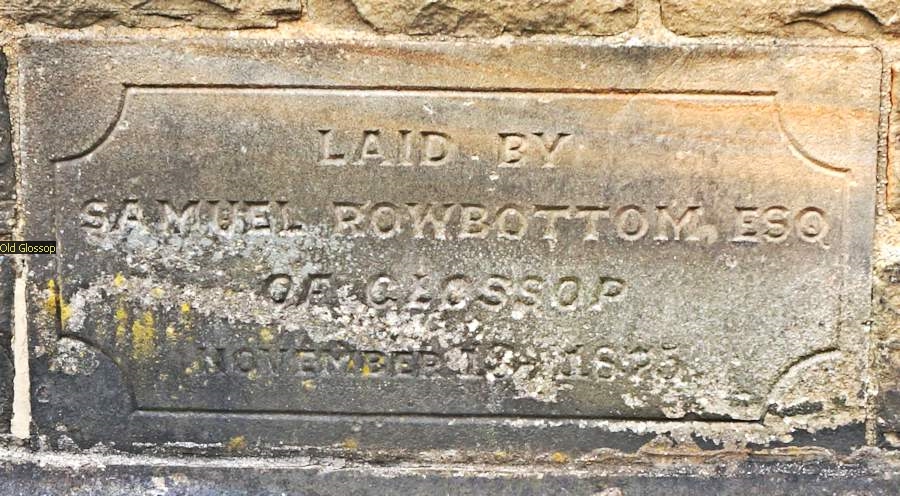 LAID BY
SAMUEL ROWBOTTOM, ESQ
OF GLOSSOP
NOVEMBER
Old Glossop